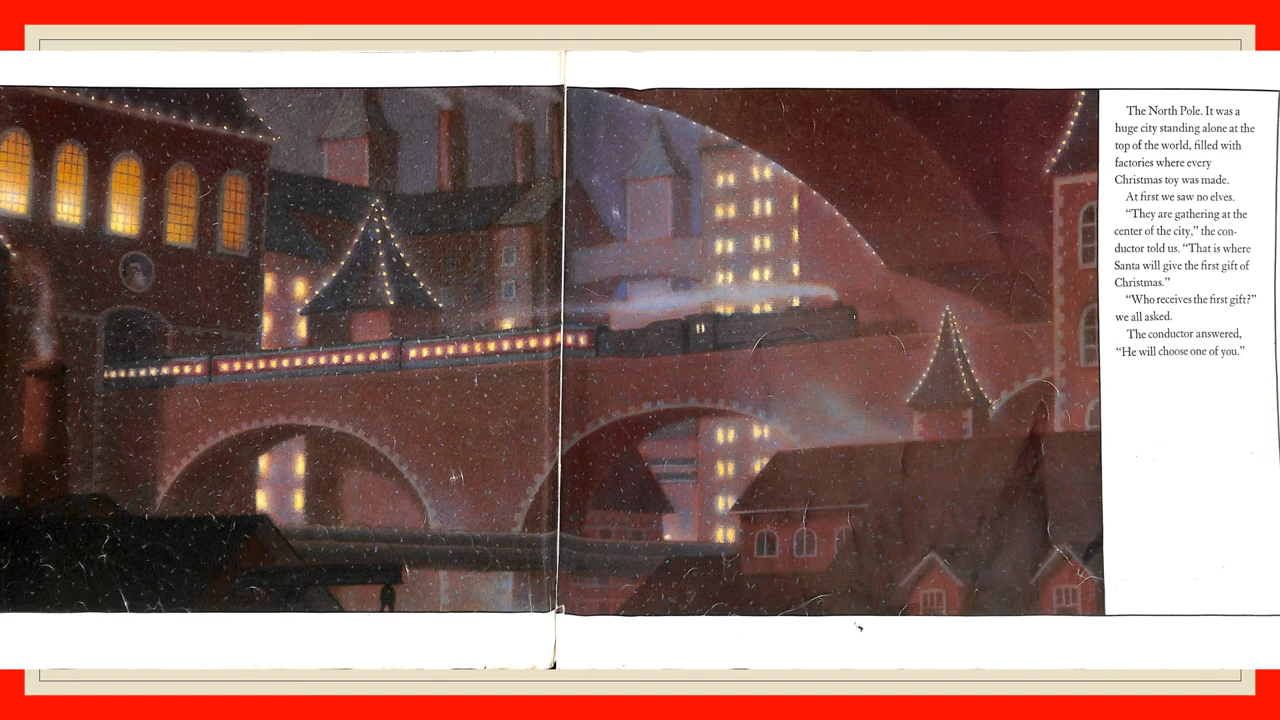 The North Pole. It was a
huge city standing alone at the
top of the world, filled with
factories where every
Christmas toy was made.
At first we saw no elves.
“They are gathering at the
center of the city,” the con-
ductor told us. “That is where
Santa will give the first gift of
Christmas.”
“Who receives the first gift?”
we all asked.
The conductor answered,
“He will choose one of you.”